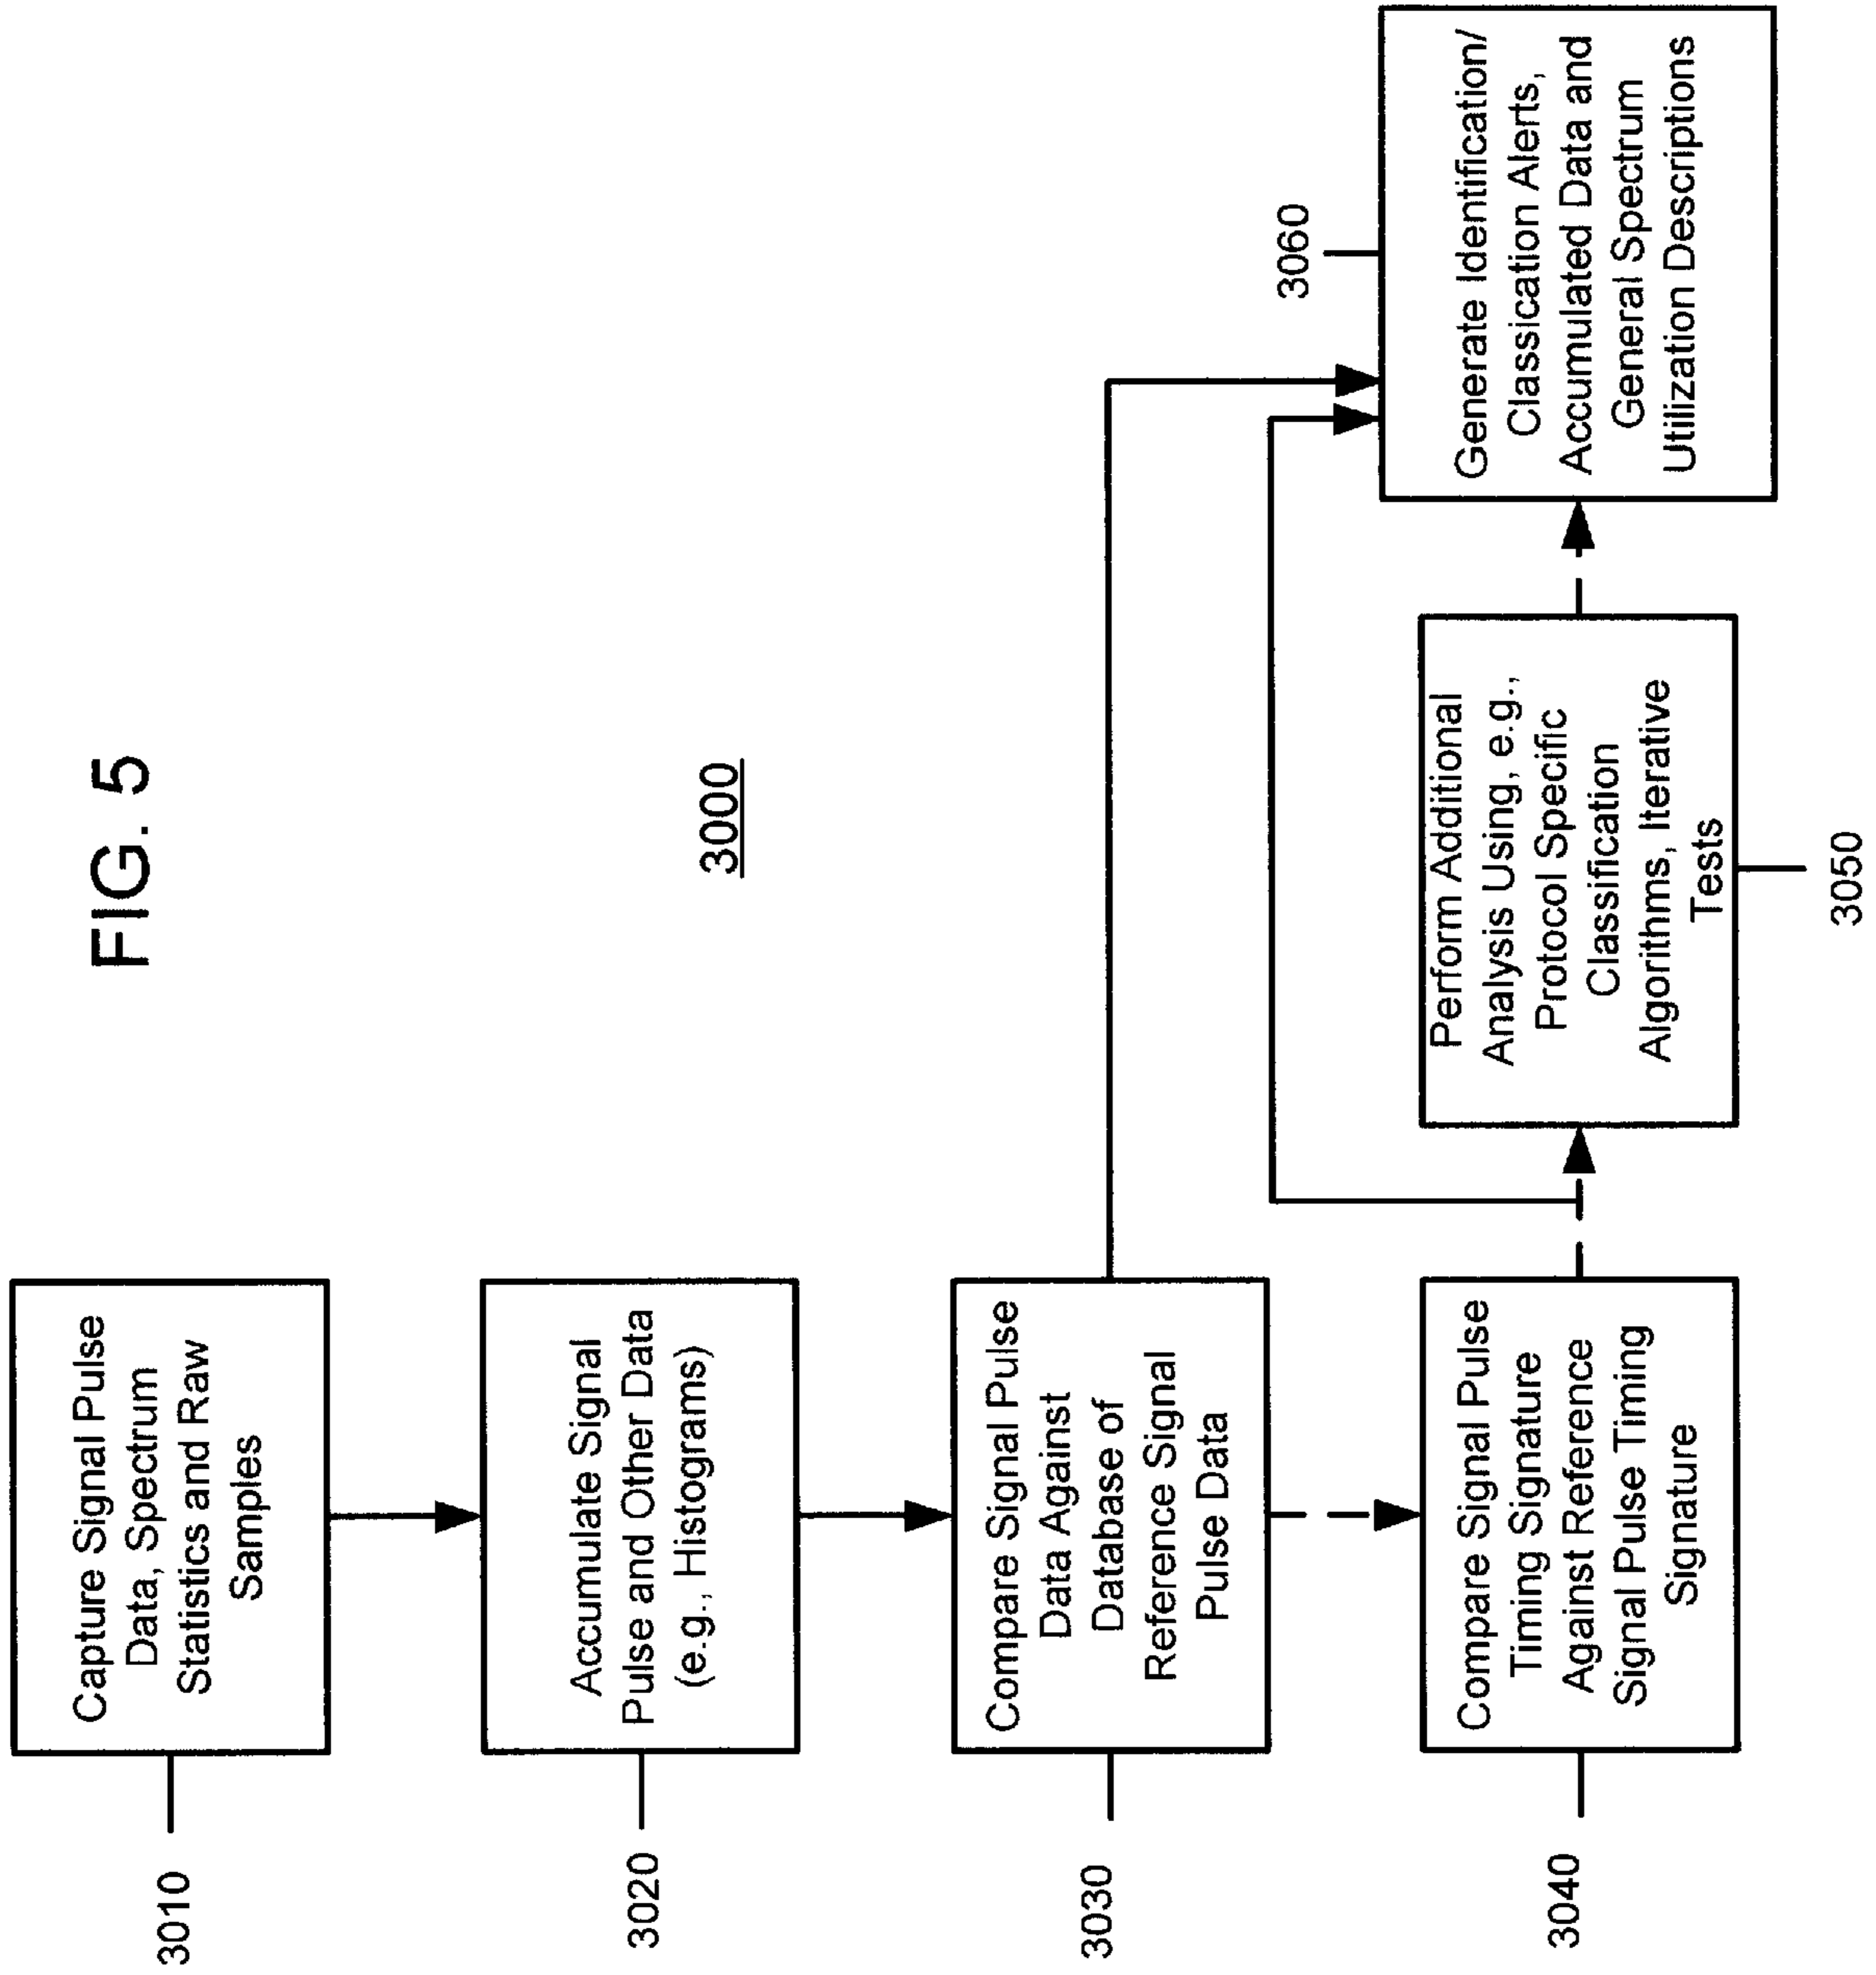 FIG. 5
3000
3010
Capture Signal Pulse
Data, Spectrum
Statistics and Raw
Samples
3020
Accumulate Signal
Pulse and Other Data
(e.g., Histograms)
3030
Compare Signal Pulse
Data Against
Database of
Reference Signal
Pulse Data
3040
Compare Signal Pulse
Timing Signature
Against Reference
Signal Pulse Timing
Signature
Perform Additional
Analysis Using, e.g.,
Protocol Specific
Classification
Algorithms, Iterative
Tests
3050
3060
Generate Identification/
Classication Alerts,
Accumulated Data and
General Spectrum
Utilization Descriptions